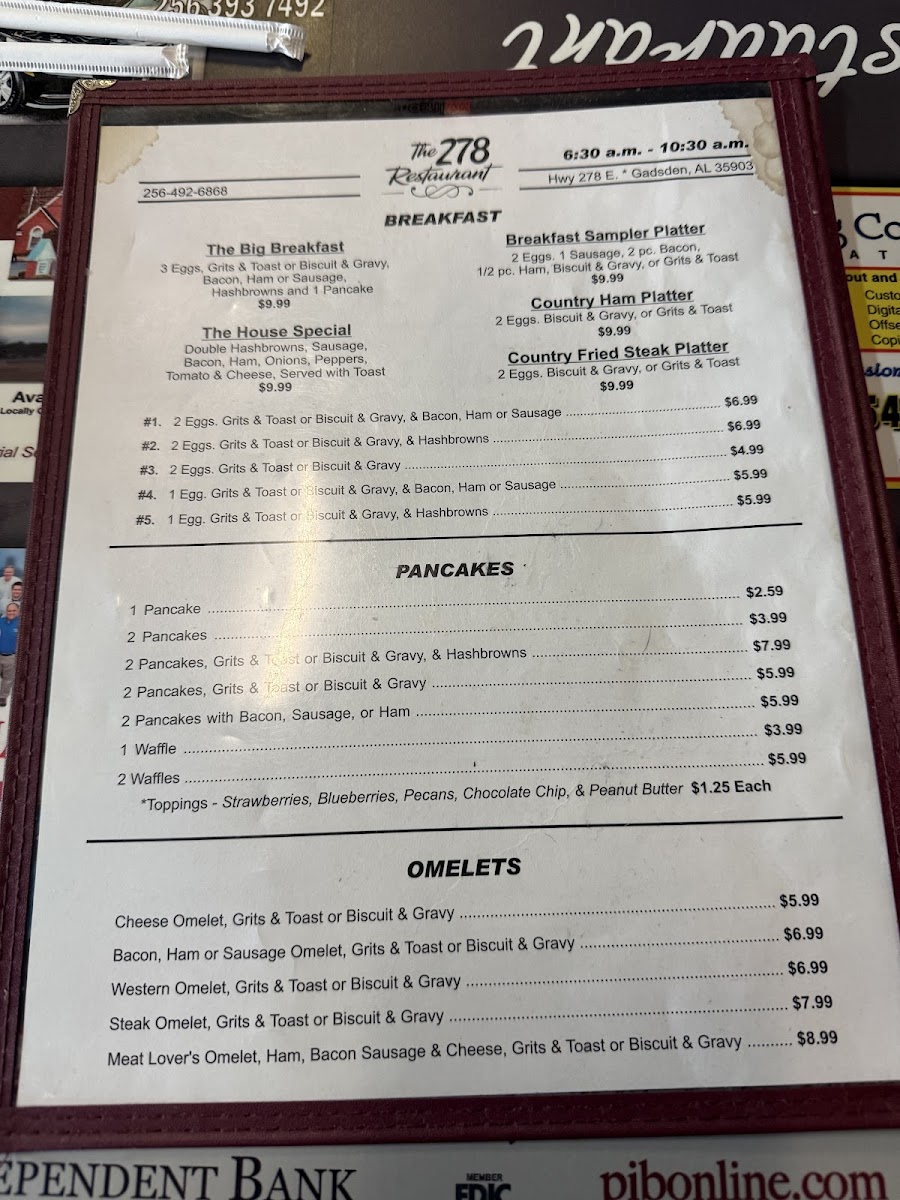 256 393 7492
staurant
The 278
Restaurant
6:30 a.m. - 10:30 a.m.
256-492-6868
Hwy 278 E. * Gadsden, AL 35903
BREAKFAST
The Big Breakfast
3 Eggs, Grits & Toast or Biscuit & Gravy,
Bacon, Ham or Sausage,
Hashbrowns and 1 Pancake
$9.99
The House Special
Double Hashbrowns, Sausage,
Bacon, Ham, Onions, Peppers,
Tomato & Cheese, Served with Toast
$9.99
Breakfast Sampler Platter
2 Eggs. 1 Sausage, 2 pc. Bacon,
1/2 pc. Ham, Biscuit & Gravy, or Grits & Toast
$9.99
Country Ham Platter
2 Eggs. Biscuit & Gravy, or Grits & Toast
$9.99
Country Fried Steak Platter
2 Eggs. Biscuit & Gravy, or Grits & Toast
$9.99
#1. 2 Eggs. Grits & Toast or Biscuit & Gravy, & Bacon, Ham or Sausage $6.99
#2. 2 Eggs. Grits & Toast or Biscuit & Gravy, & Hashbrowns $6.99
#3. 2 Eggs. Grits & Toast or Biscuit & Gravy $4.99
#4. 1 Egg. Grits & Toast or Biscuit & Gravy, & Bacon, Ham or Sausage $5.99
#5. 1 Egg. Grits & Toast or Biscuit & Gravy, & Hashbrowns $5.99
PANCAKES
1 Pancake $2.59
2 Pancakes $3.99
2 Pancakes, Grits & Toast or Biscuit & Gravy, & Hashbrowns $7.99
2 Pancakes, Grits & Toast or Biscuit & Gravy $5.99
2 Pancakes with Bacon, Sausage, or Ham $5.99
1 Waffle $3.99
2 Waffles $5.99
*Toppings - Strawberries, Blueberries, Pecans, Chocolate Chip, & Peanut Butter $1.25 Each
OMELETS
Cheese Omelet, Grits & Toast or Biscuit & Gravy $5.99
Bacon, Ham or Sausage Omelet, Grits & Toast or Biscuit & Gravy $6.99
Western Omelet, Grits & Toast or Biscuit & Gravy $6.99
Steak Omelet, Grits & Toast or Biscuit & Gravy $7.99
Meat Lover's Omelet, Ham, Bacon Sausage & Cheese, Grits & Toast or Biscuit & Gravy $8.99
EPENDENT BANK
MEMBER
FDIC
pibonline.com